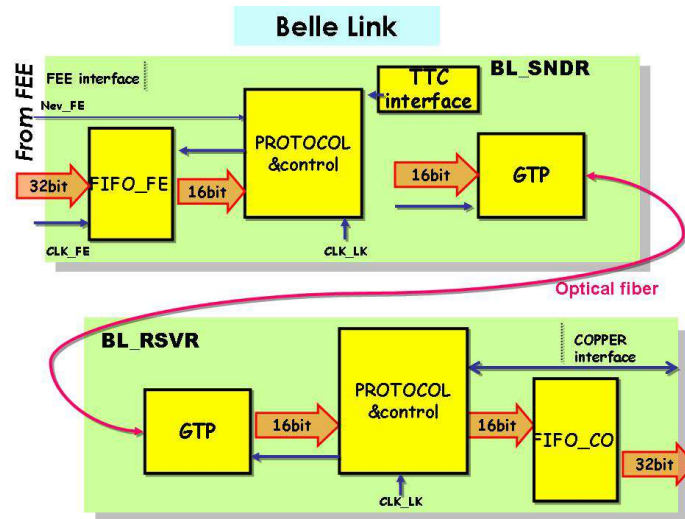 Belle Link
BL_SNDR
From FEE
FEE interface
TTC
interface
Nev_FE
PROTOCOL
&control
32bit
FIFO_FE
16bit
16bit
GTP
CLK_FE
CLK_LK
Optical fiber
BL_RSVR
COPPER
interface
PROTOCOL
&control
GTP
16bit
16bit
FIFO_CO
32bit
CLK_LK